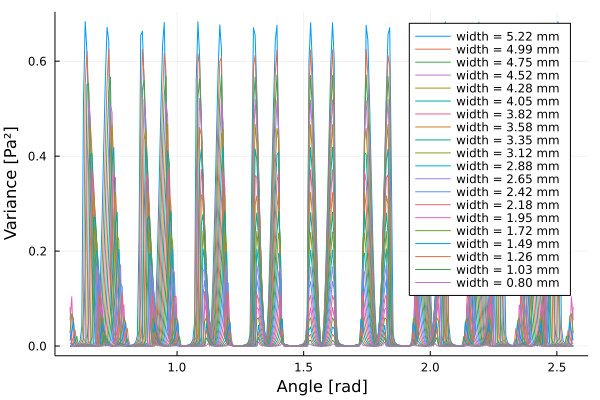 Variance [Pa²]
0.6
0.4
0.2
0.0
width = 5.22 mm
width = 4.99 mm
width = 4.75 mm
width = 4.52 mm
width = 4.28 mm
width = 4.05 mm
width = 3.82 mm
width = 3.58 mm
width = 3.35 mm
width = 3.12 mm
width = 2.88 mm
width = 2.65 mm
width = 2.42 mm
width = 2.18 mm
width = 1.95 mm
width = 1.72 mm
width = 1.49 mm
width = 1.26 mm
width = 1.03 mm
width = 0.80 mm
1.0 1.5 2.0 2.5
Angle [rad]